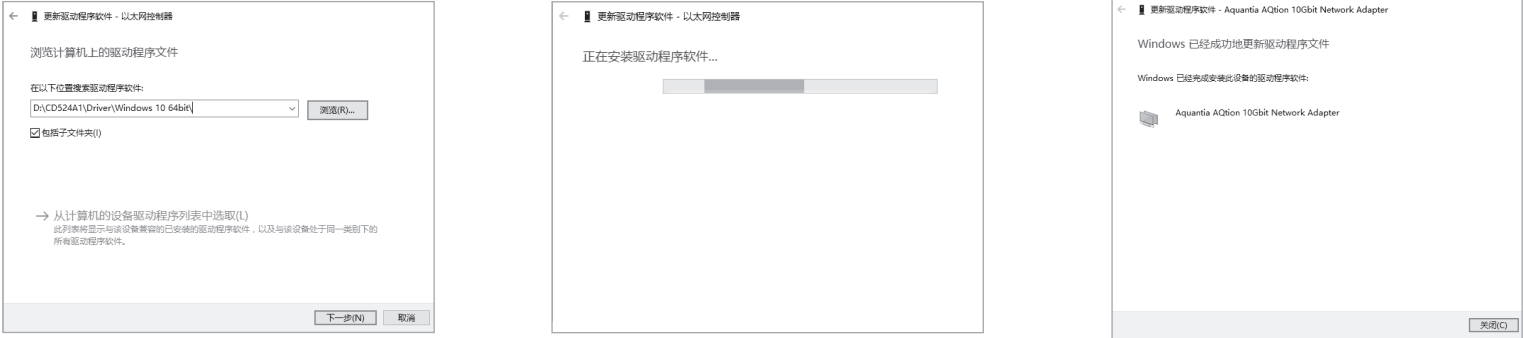 更新驱动程序软件 - 以太网控制器
浏览计算机上的驱动程序文件
在以下位置搜索驱动程序软件:
D:\CD524A1\Driver\Windows 10 64bit\
浏览(R)...
包括子文件夹(I)
从计算机的设备驱动程序列表中选取(L)
此列表将显示与该设备兼容的已安装的驱动程序软件，以及与该设备处于同一类别下的
所有驱动程序软件。
下一步(N)
取消
更新驱动程序软件 - 以太网控制器
正在安装驱动程序软件...
更新驱动程序软件 - Aquantia AQtion 10Gbit Network Adapter
Windows 已经成功地更新驱动程序文件
Windows 已经完成安装此设备的驱动程序软件:
Aquantia AQtion 10Gbit Network Adapter
关闭(C)